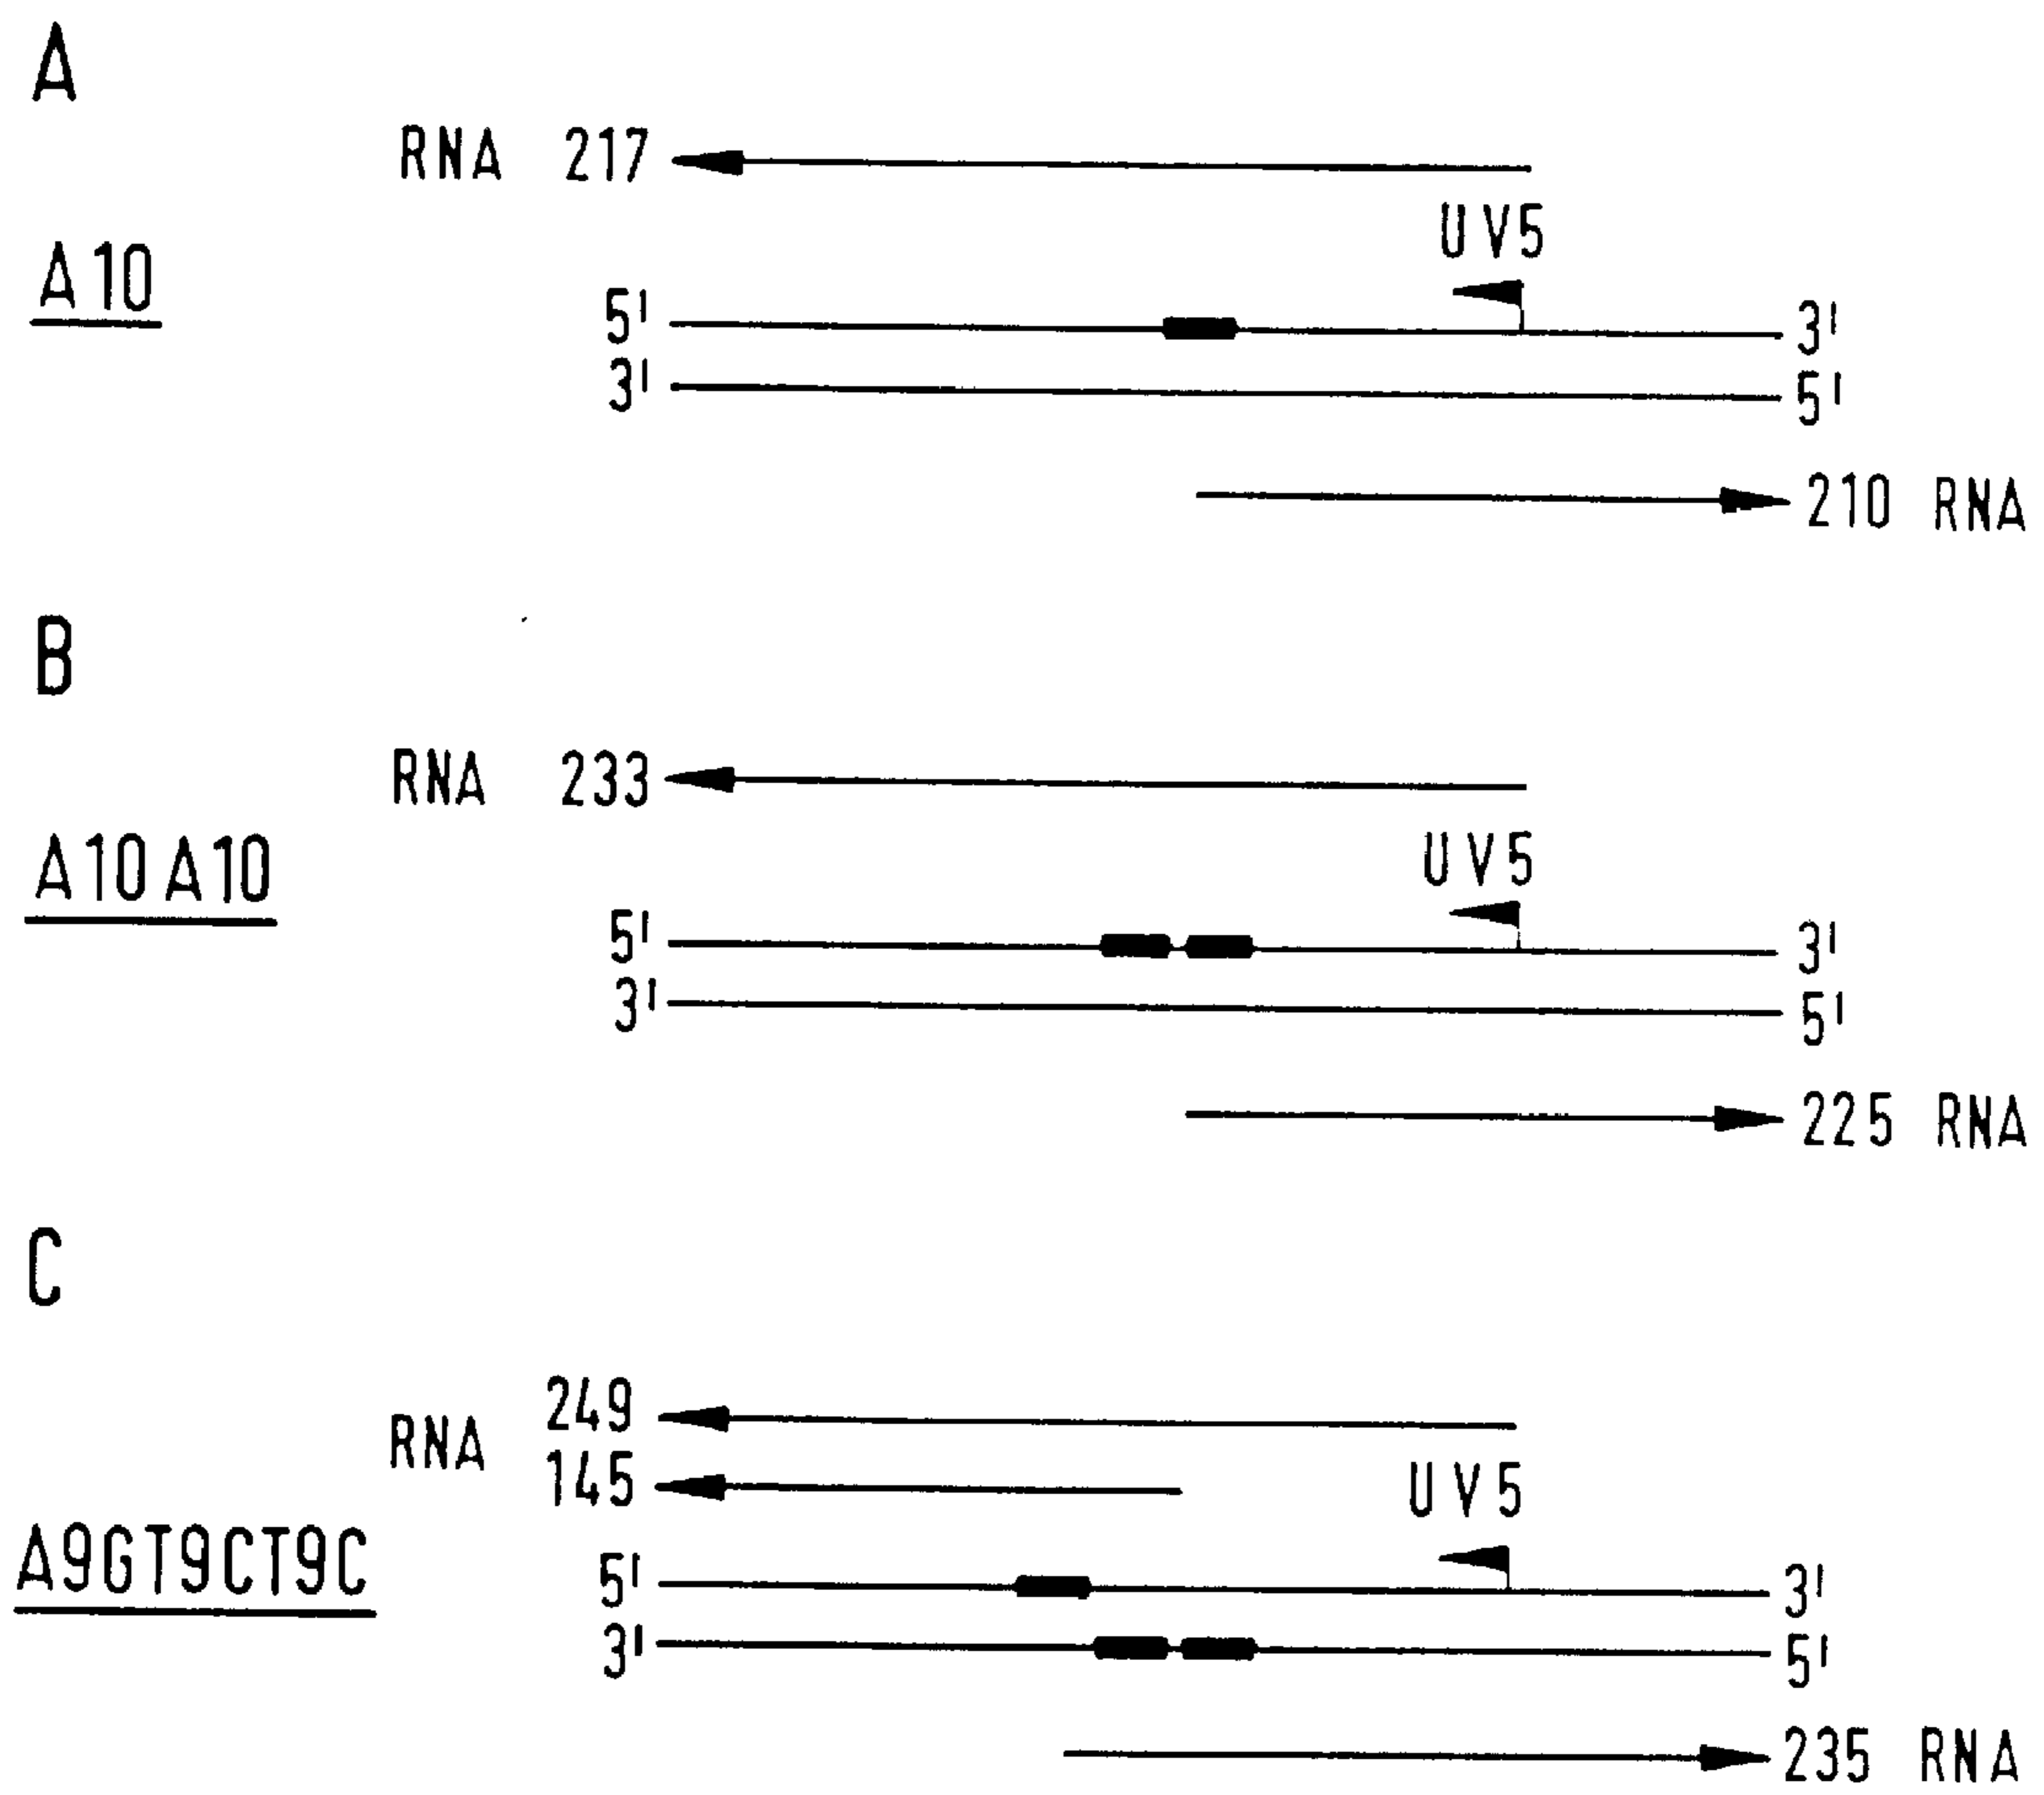 A
RNA 217
UV5
A10
5' 3'
3' 5'
210 RNA
B
RNA 233
UV5
A10A10
5' 3'
3' 5'
225 RNA
C
249
RNA
145
UV5
A9GT9CT9C
5' 3'
3' 5'
235 RNA